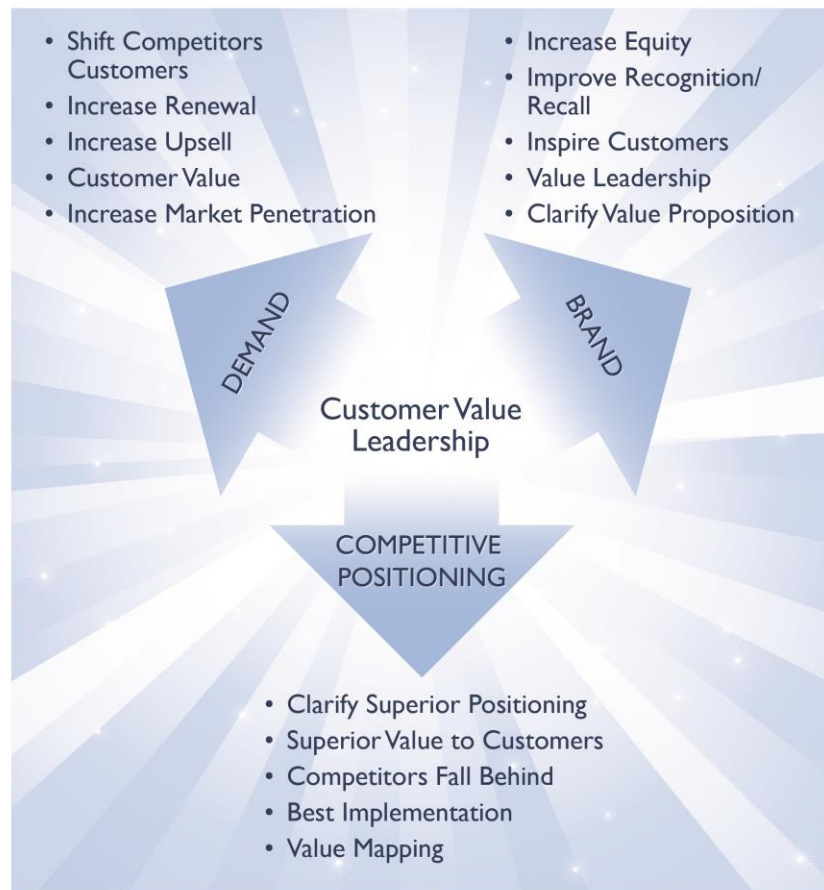 • Shift Competitors
Customers
• Increase Renewal
• Increase Upsell
• Customer Value
• Increase Market Penetration
• Increase Equity
• Improve Recognition/
Recall
• Inspire Customers
• Value Leadership
• Clarify Value Proposition
DEMAND
BRAND
Customer Value
Leadership
COMPETITIVE
POSITIONING
• Clarify Superior Positioning
• Superior Value to Customers
• Competitors Fall Behind
• Best Implementation
• Value Mapping